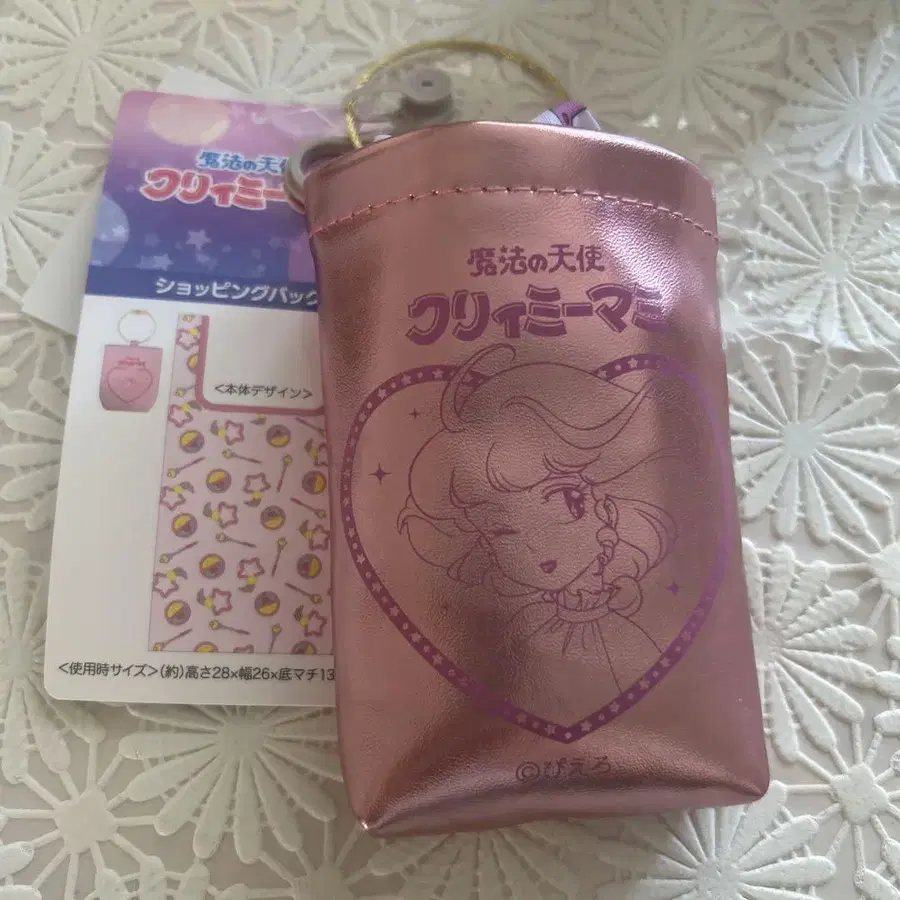 魔法の天使
クリィミー
ショッピングバック
<本体デザイン>
<使用時サイズ>(約)高さ28×幅26×底マチ13
魔法の天使
クリィミーマミ
©ぴえろ